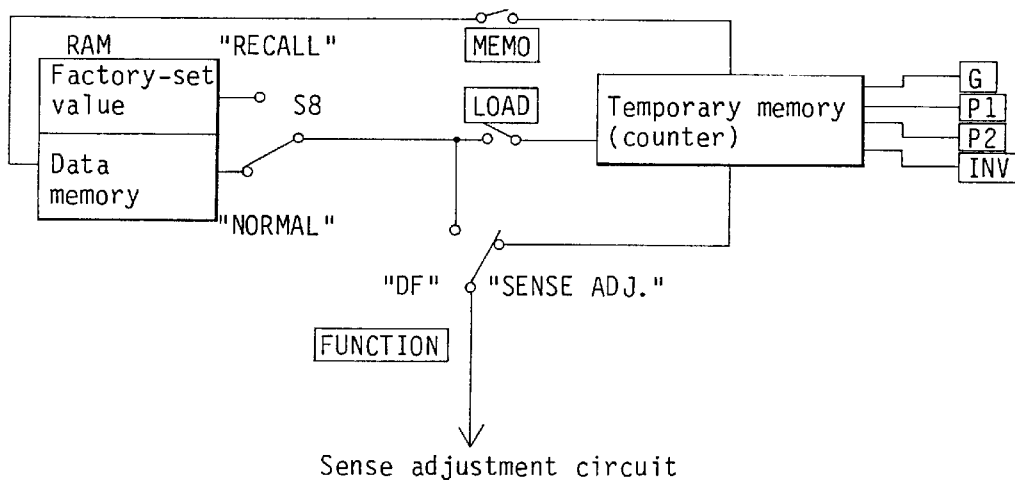 RAM
"RECALL"
MEMO
Factory-set
value
S8
LOAD
Temporary memory
(counter)
G
P1
P2
INV
Data
memory
"NORMAL"
"DF"
"SENSE ADJ."
FUNCTION
Sense adjustment circuit